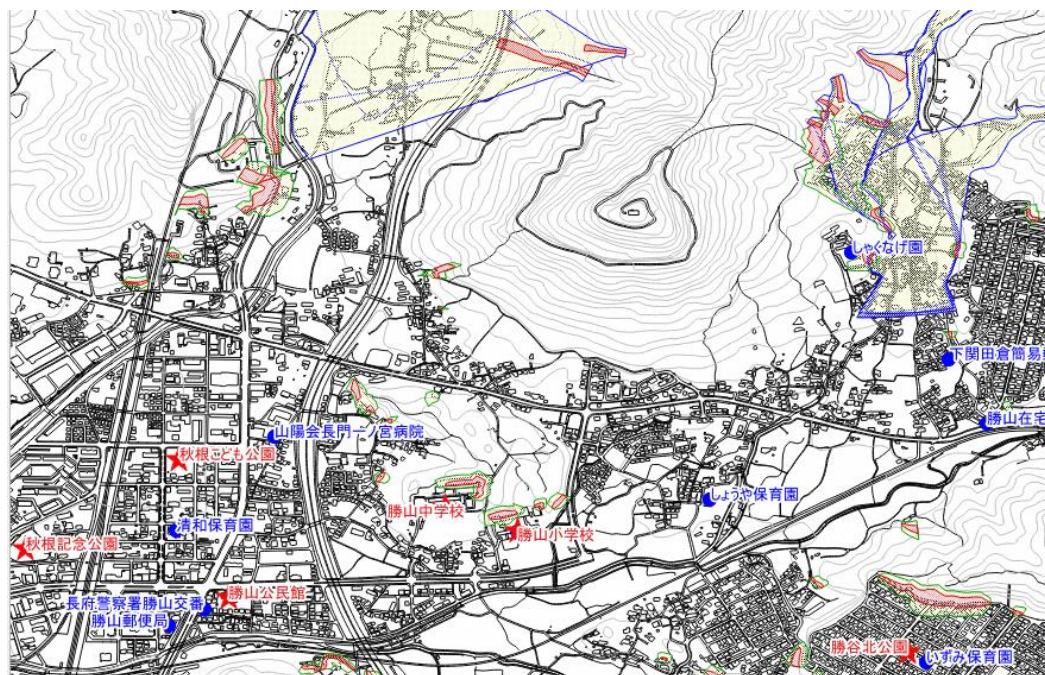 しゃくなげ園
下関田倉簡易郵
勝山在宅
山陽会長門一ノ宮病院
秋根こども公園
しょうや保育園
勝山中学校
清和保育園
勝山小学校
秋根記念公園
勝山公民館
長府警察署勝山交番
勝山郵便局
勝谷北公園
いずみ保育園